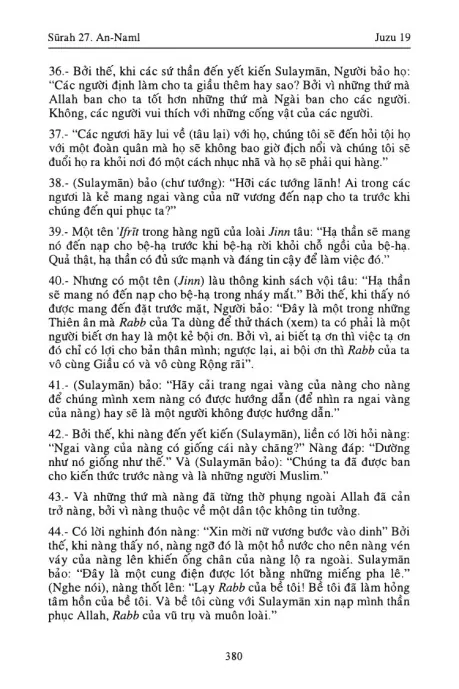 Sūrah 27. An-Naml Juzu 19
36.- Bởi thế, khi các sứ thần đến yết kiến Sulaymān, Người bảo họ:
“Các người định làm cho ta giầu thêm hay sao? Bởi vì những thứ mà
Allah ban cho ta tốt hơn những thứ mà Ngài ban cho các người.
Không, các người vui thích với những cống vật của các người.
37.- “Các ngươi hãy lui về (tâu lại) với họ, chúng tôi sẽ đến hỏi tội họ
với một đoàn quân mà họ sẽ không bao giờ địch nổi và chúng tôi sẽ
đuổi họ ra khỏi nơi đó một cách nhục nhã và họ sẽ phải qui hàng.”
38.- (Sulaymān) bảo (chư tướng): “Hỡi các tướng lãnh! Ai trong các
ngươi là kẻ mang ngai vàng của nữ vương đến nạp cho ta trước khi
chúng đến qui phục ta?”
39.- Một tên 'Ifrīt trong hàng ngũ của loài Jinn tâu: “Hạ thần sẽ mang
nó đến nạp cho bệ-hạ trước khi bệ-hạ rời khỏi chỗ ngồi của bệ-hạ.
Quả thật, hạ thần có đủ sức mạnh và đáng tin cậy để làm việc đó.”
40.- Nhưng có một tên (Jinn) làu thông kinh sách vội tâu: “Hạ thần
sẽ mang nó đến nạp cho bệ-hạ trong nháy mắt.” Bởi thế, khi thấy nó
được mang đến đặt trước mặt, Người bảo: “Đây là một trong những
Thiên ân mà Rabb của Ta dùng để thử thách (xem) ta có phải là một
người biết ơn hay là một kẻ bội ơn. Bởi vì, ai biết tạ ơn thì việc tạ ơn
đó chỉ có lợi cho bản thân mình; ngược lại, ai bội ơn thì Rabb của ta
vô cùng Giầu có và vô cùng Rộng rãi”.
41.- (Sulaymān) bảo: “Hãy cải trang ngai vàng của nàng cho nàng
để chúng mình xem nàng có được hướng dẫn (để nhìn ra ngai vàng
của nàng) hay sẽ là một người không được hướng dẫn.”
42.- Bởi thế, khi nàng đến yết kiến (Sulaymān), liền có lời hỏi nàng:
“Ngai vàng của nàng có giống cái này chăng?” Nàng đáp: “Dường
như nó giống như thế.” Và (Sulaymān bảo): “Chúng ta đã được ban
cho kiến thức trước nàng và là những người Muslim.”
43.- Và những thứ mà nàng đã từng thờ phụng ngoài Allah đã cản
trở nàng, bởi vì nàng thuộc về một dân tộc không tin tưởng.
44.- Có lời nghinh đón nàng: “Xin mời nữ vương bước vào dinh” Bởi
thế, khi nàng thấy nó, nàng ngỡ đó là một hồ nước cho nên nàng vén
váy của nàng lên khiến ống chân của nàng lộ ra ngoài. Sulaymān
bảo: “Đây là một cung điện được lót bằng những miếng pha lê.”
(Nghe nói), nàng thốt lên: “Lạy Rabb của bề tôi! Bề tôi đã làm hỏng
tâm hồn của bề tôi. Và bề tôi cùng với Sulaymān xin nạp mình thần
phục Allah, Rabb của vũ trụ và muôn loài.”
380